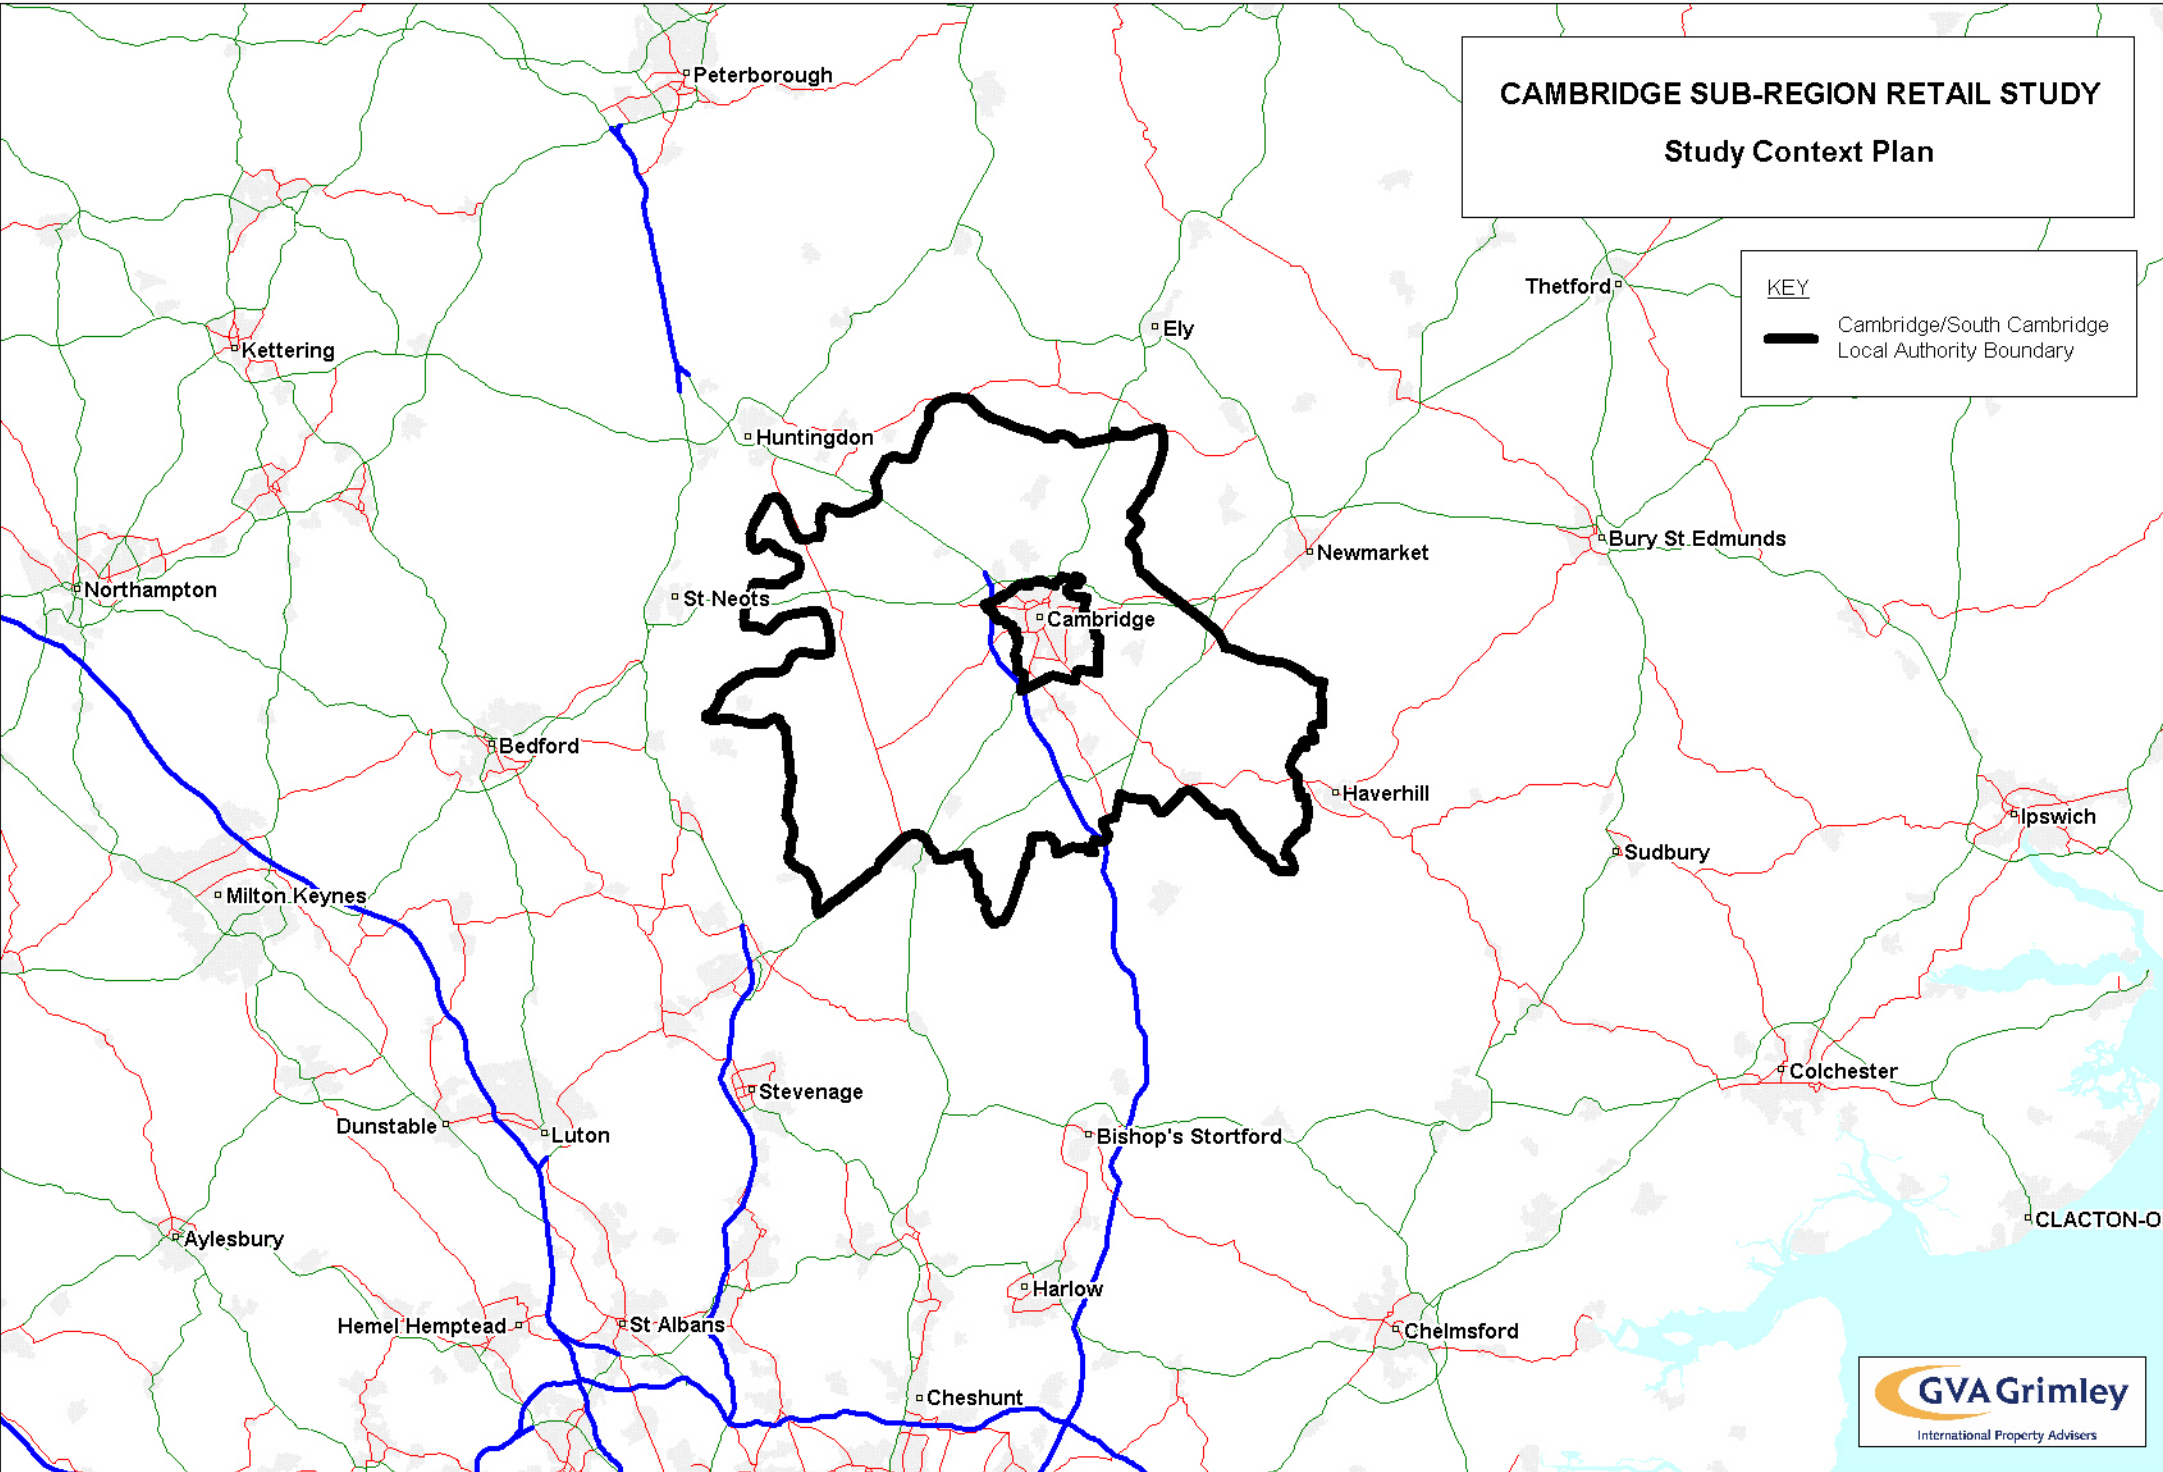 Peterborough
CAMBRIDGE SUB-REGION RETAIL STUDY
Study Context Plan
Thetford
KEY
Cambridge/South Cambridge
Local Authority Boundary
Ely
Kettering
Huntingdon
Bury St.Edmunds
Newmarket
Northampton
St Neots
Cambridge
Bedford
Haverhill
Ipswich
Sudbury
Milton Keynes
Colchester
Stevenage
Dunstable
Luton
Bishop's Stortford
CLACTON-O
Aylesbury
Harlow
Hemel Hemptead
St Albans
Chelmsford
Cheshunt
GVA Grimley
International Property Advisers